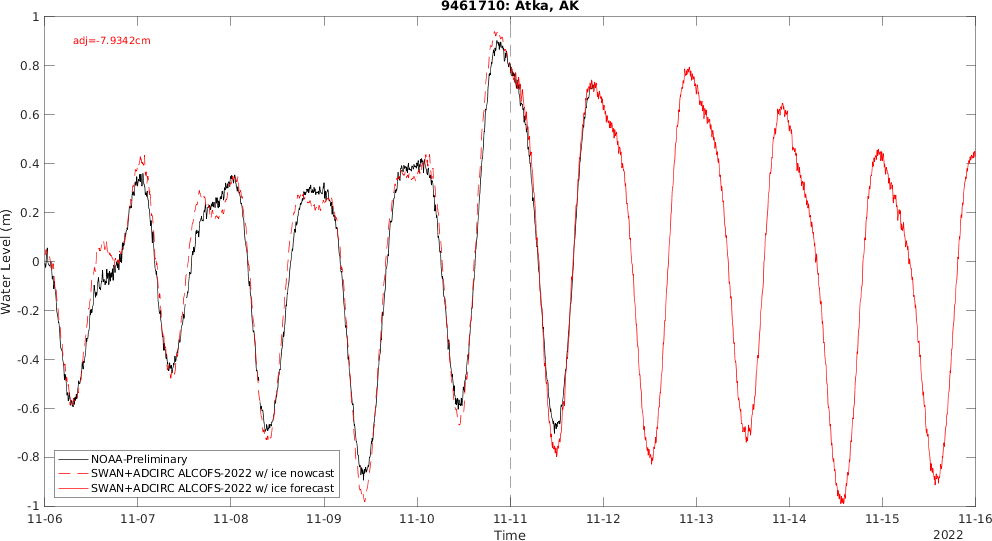 9461710: Atka, AK
adj=-7.9342cm
1
0.8
0.6
0.4
0.2
0
-0.2
-0.4
-0.6
-0.8
-1
Water Level (m)
NOAA-Preliminary
SWAN+ADCIRC ALCOFS-2022 w/ ice nowcast
SWAN+ADCIRC ALCOFS-2022 w/ ice forecast
11-06 11-07 11-08 11-09 11-10 11-11 11-12 11-13 11-14 11-15 11-16
Time
2022